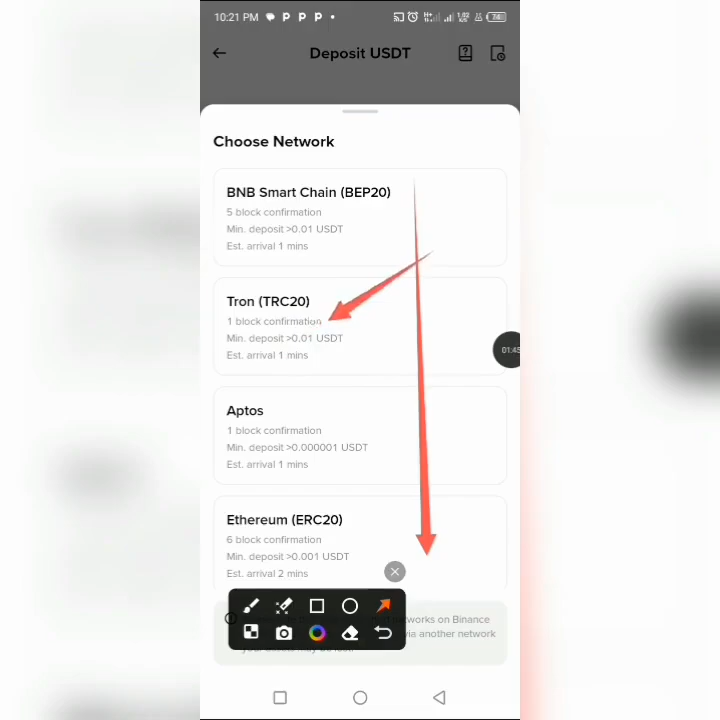 10:21 PM
Deposit USDT
Choose Network
BNB Smart Chain (BEP20)
5 block confirmation
Min. deposit >0.01 USDT
Est. arrival 1 mins
Tron (TRC20)
1 block confirmation
Min. deposit >0.01 USDT
Est. arrival 1 mins
01:45
Aptos
1 block confirmation
Min. deposit >0.000001 USDT
Est. arrival 1 mins
Ethereum (ERC20)
6 block confirmation
Min. deposit >0.001 USDT
Est. arrival 2 mins
on Binance
via another network